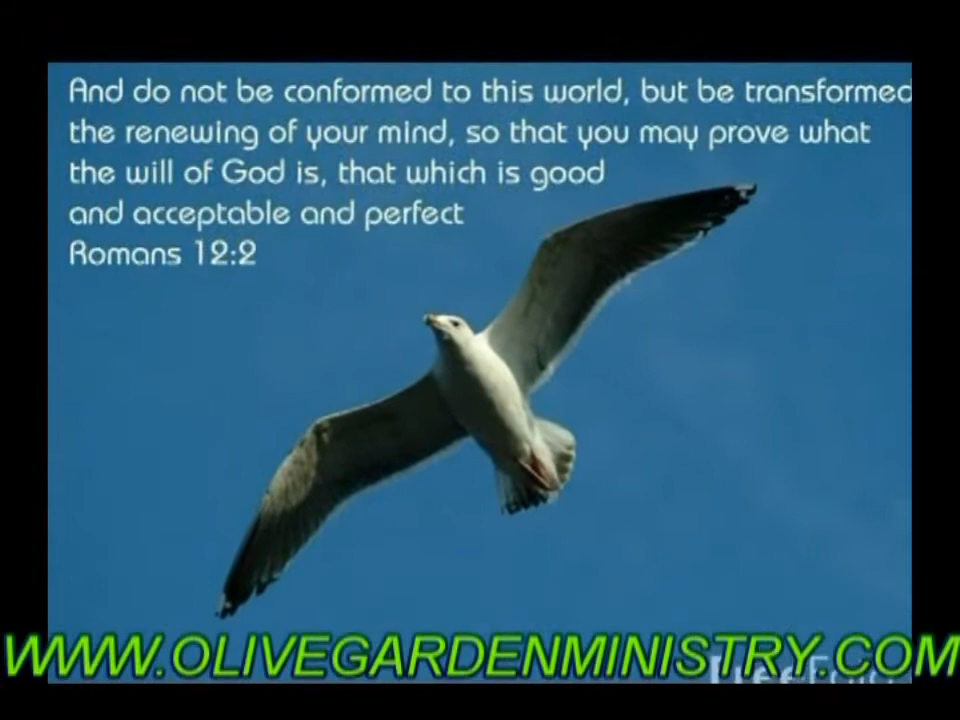 And do not be conformed to this world, but be transformed
the renewing of your mind, so that you may prove what
the will of God is, that which is good
and acceptable and perfect
Romans 12:2
WWW.OLIVEGARDENMINISTRY.COM